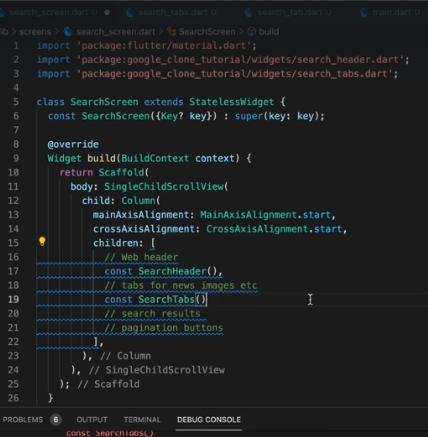 search_screen.dart U
search_tabs.dart U
search_tab.dart U
main.dart U
lib > screens > search_screen.dart > SearchScreen > build
1 import 'package:flutter/material.dart';
2 import 'package:google_clone_tutorial/widgets/search_header.dart';
3 import 'package:google_clone_tutorial/widgets/search_tabs.dart';
4
5 class SearchScreen extends StatelessWidget {
6 const SearchScreen({Key? key}) : super(key: key);
7
8 @override
9 Widget build(BuildContext context) {
10 return Scaffold(
11 body: SingleChildScrollView(
12 child: Column(
13 mainAxisAlignment: MainAxisAlignment.start,
14 crossAxisAlignment: CrossAxisAlignment.start,
15 children: [
16 // Web header
17 const SearchHeader(),
18 // tabs for news images etc
19 const SearchTabs()
20 // search results
21 // pagination buttons
22 ],
23 ), // Column
24 ), // SingleChildScrollView
25 ); // Scaffold
26 }
PROBLEMS 6 OUTPUT TERMINAL DEBUG CONSOLE
const SearchTabs()